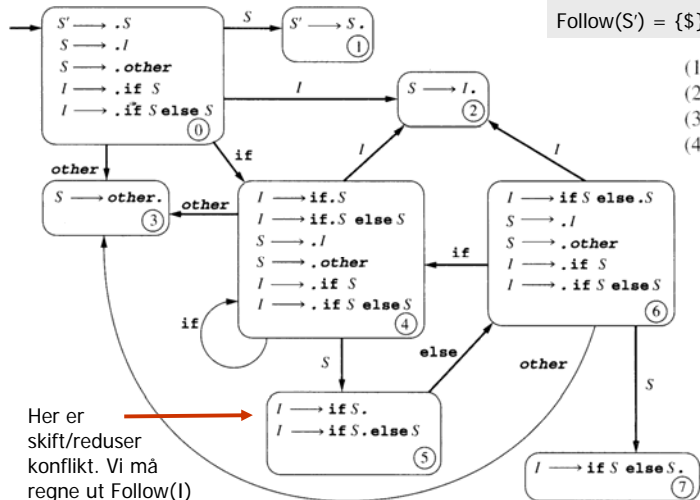 Follow(S') = {$}
S' ⟶ .S
S ⟶ .I
S ⟶ .other
I ⟶ .if S
I ⟶ .if S else S
0
S
S' ⟶ S.
1
I
S ⟶ I.
2
(1
(2
(3
(4
other
if
I
I
S ⟶ other.
3
other
I ⟶ if.S
I ⟶ if.S else S
S ⟶ .I
S ⟶ .other
I ⟶ .if S
I ⟶ .if S else S
4
if
if
I ⟶ if S else.S
S ⟶ .I
S ⟶ .other
I ⟶ .if S
I ⟶ .if S else S
6
S
else
other
S
Her er
skift/reduser
konflikt. Vi må
regne ut Follow(I)
I ⟶ if S.
I ⟶ if S.else S
5
I ⟶ if S else S.
7